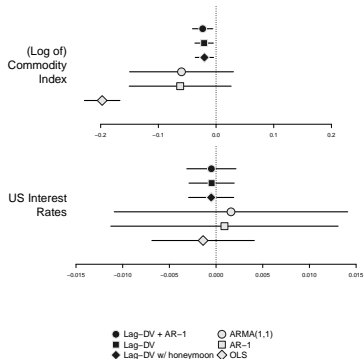 (Log of)
Commodity
Index
−0.2 −0.1 0.0 0.1 0.2
US Interest
Rates
−0.015 −0.010 −0.005 0.000 0.005 0.010 0.015
Lag−DV + AR−1 ARMA(1,1)
Lag−DV AR−1
Lag−DV w/ honeymoon OLS